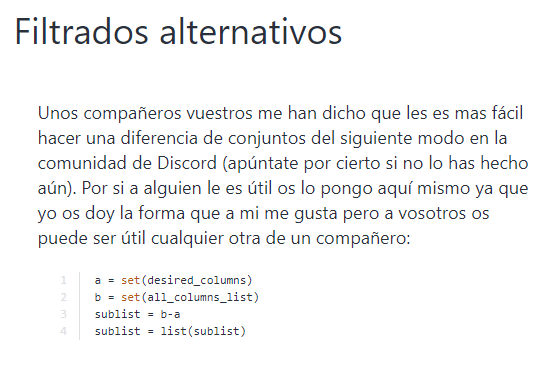 Filtrados alternativos
Unos compañeros vuestros me han dicho que les es mas fácil
hacer una diferencia de conjuntos del siguiente modo en la
comunidad de Discord (apúntate por cierto si no lo has hecho
aún). Por si a alguien le es útil os lo pongo aquí mismo ya que
yo os doy la forma que a mi me gusta pero a vosotros os
puede ser útil cualquier otra de un compañero:
1 a = set(desired_columns)
2 b = set(all_columns_list)
3 sublist = b-a
4 sublist = list(sublist)